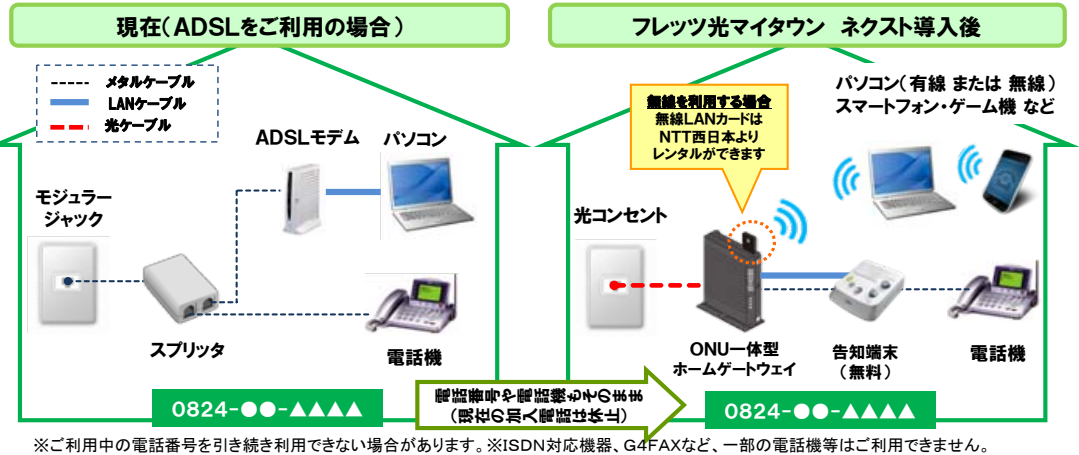 現在(ADSLをご利用の場合)
メタルケーブル
LANケーブル
光ケーブル
ADSLモデム
パソコン
モジュラー
ジャック
スプリッタ
電話機
0824-●●-▲▲▲▲
電話番号や電話機もそのまま
(現在の加入電話は休止)
フレッツ光マイタウン ネクスト導入後
無線を利用する場合
無線LANカードは
NTT西日本より
レンタルができます
パソコン(有線 または 無線)
スマートフォン・ゲーム機 など
光コンセント
ONU一体型
ホームゲートウェイ
告知端末
(無料)
電話機
0824-●●-▲▲▲▲
※ご利用中の電話番号を引き続き利用できない場合があります。※ISDN対応機器、G4FAXなど、一部の電話機等はご利用できません。